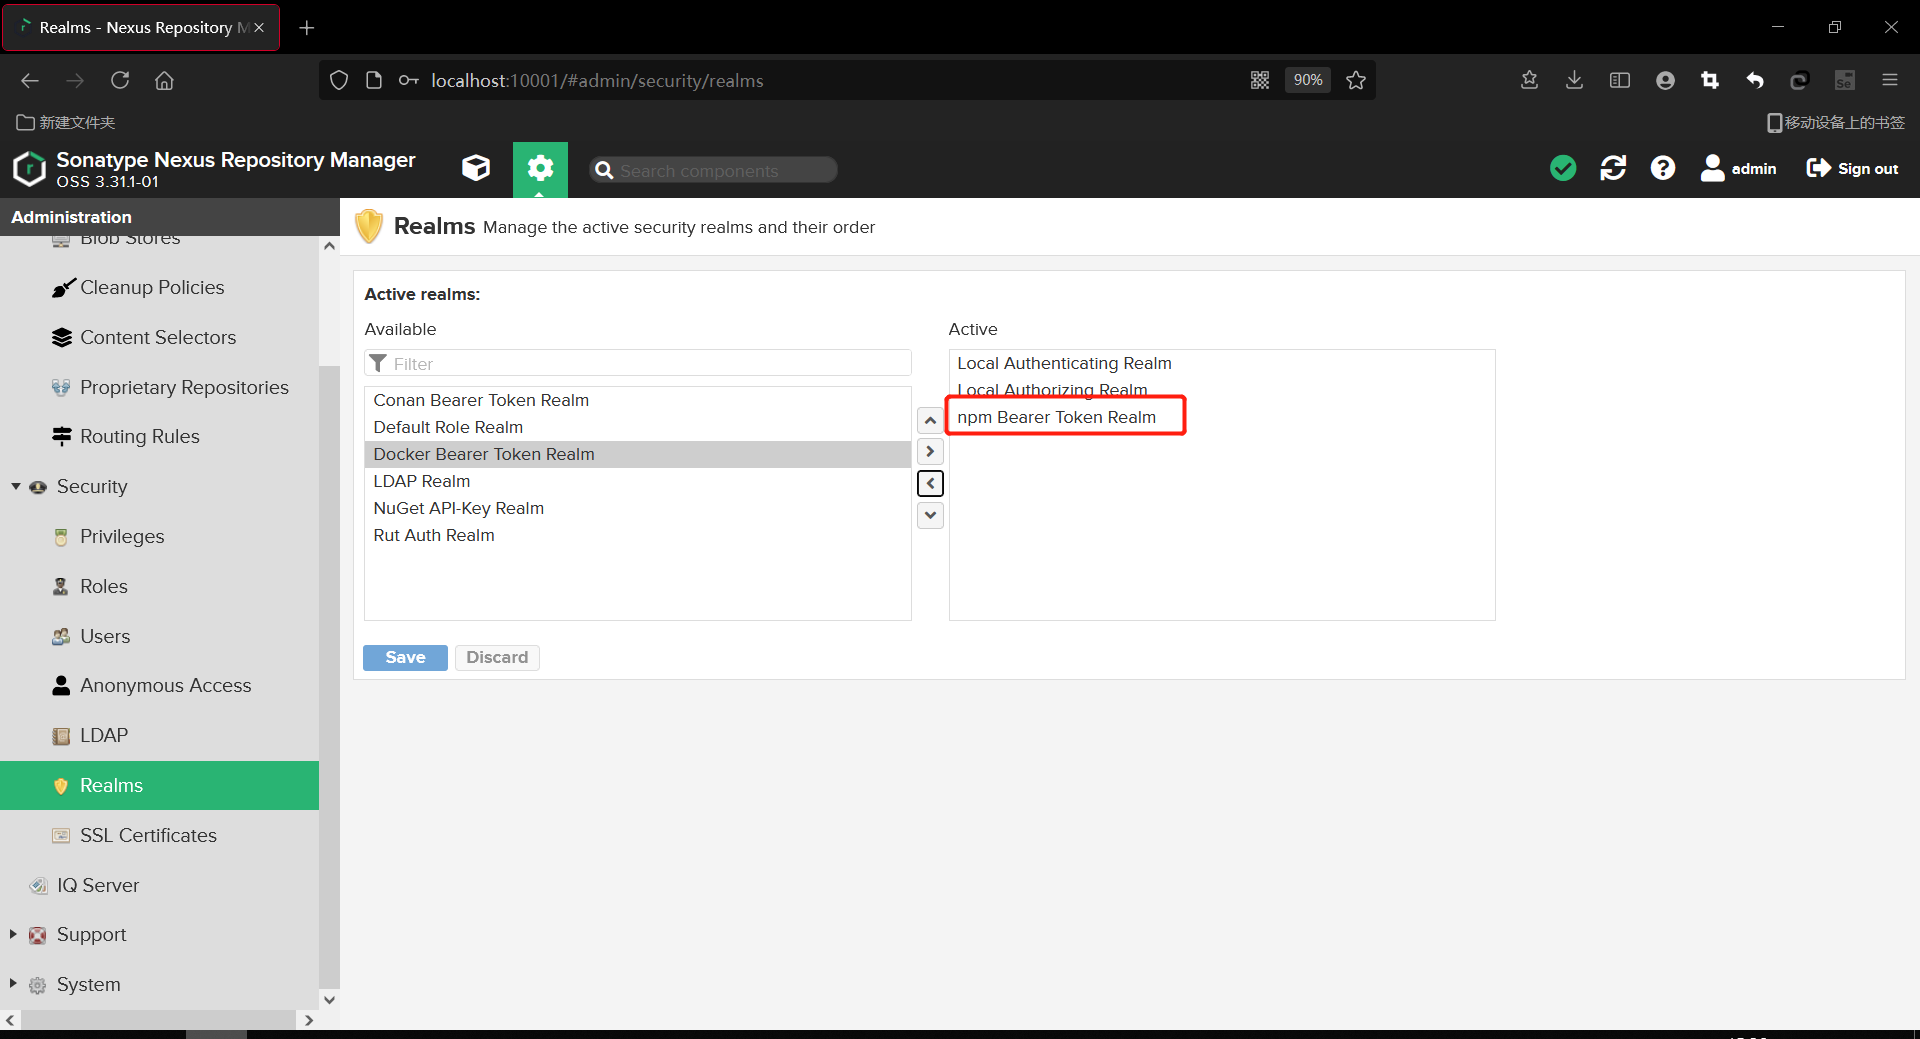 Realms - Nexus Repository M
localhost:10001/#admin/security/realms
90%
新建文件夹
移动设备上的书签
Sonatype Nexus Repository Manager
OSS 3.31.1-01
Search components
admin
Sign out
Administration
Blob Stores
Cleanup Policies
Content Selectors
Proprietary Repositories
Routing Rules
Security
Privileges
Roles
Users
Anonymous Access
LDAP
Realms
SSL Certificates
IQ Server
Support
System
Realms Manage the active security realms and their order
Active realms:
Available
Filter
Conan Bearer Token Realm
Default Role Realm
Docker Bearer Token Realm
LDAP Realm
NuGet API-Key Realm
Rut Auth Realm
Active
Local Authenticating Realm
Local Authorizing Realm
npm Bearer Token Realm
Save
Discard